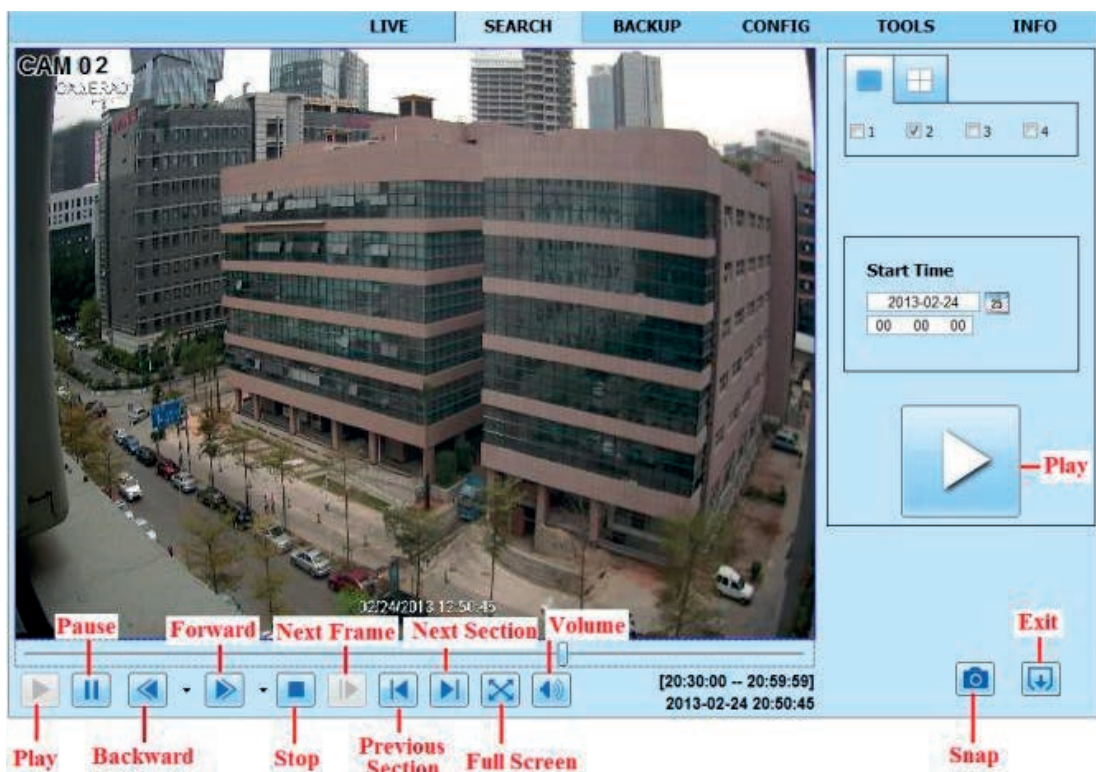 LIVE SEARCH BACKUP CONFIG TOOLS INFO
CAM 02
1 2 3 4
Start Time
2013-02-24 25
00 00 00
Play
02/24/2013 12:50:45
Pause Forward Next Frame Next Section Volume
Exit
[20:30:00 -- 20:59:59]
2013-02-24 20:50:45
Play Backward Stop Previous
Section Full Screen Snap